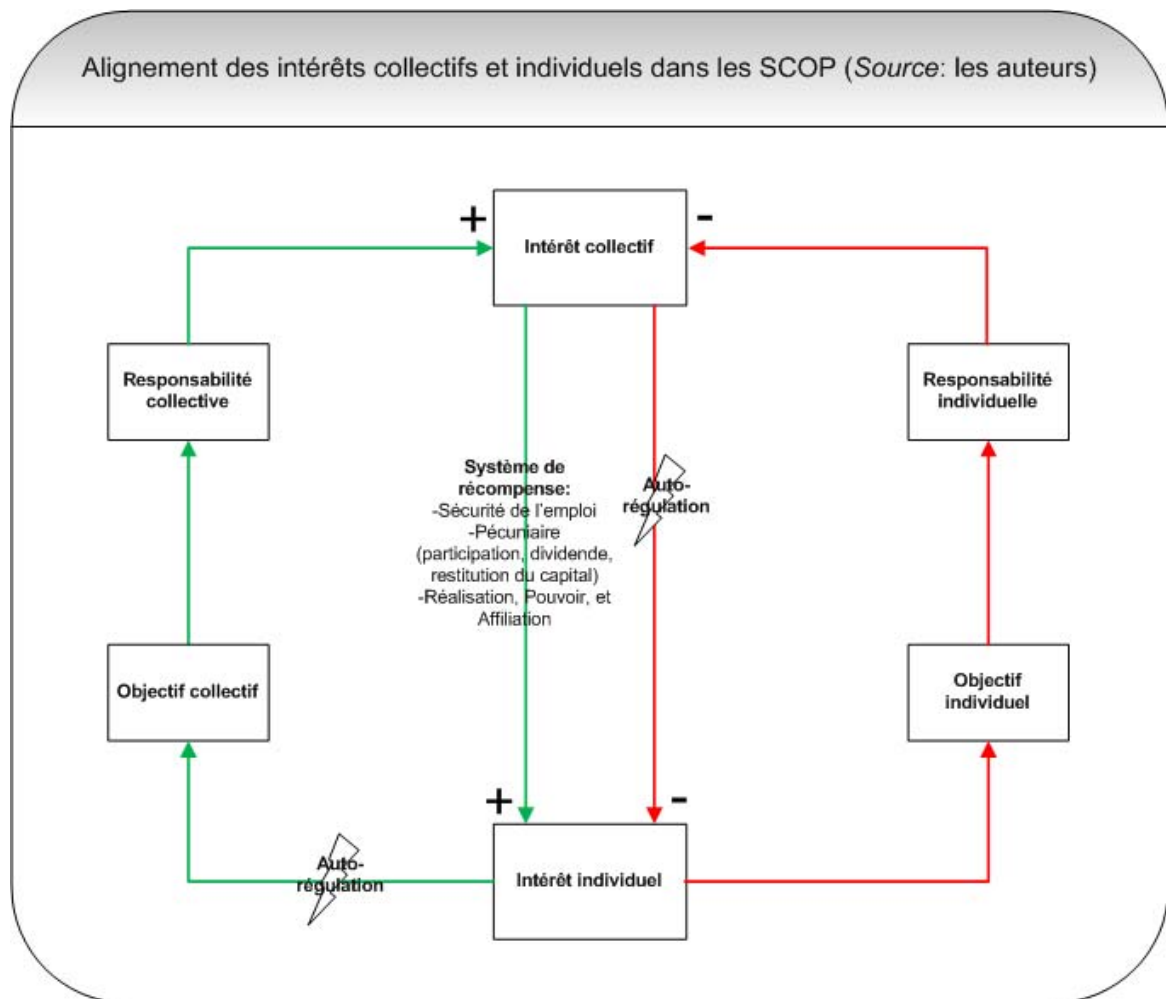 Alignement des intérêts collectifs et individuels dans les SCOP (Source: les auteurs)
+
Intérêt collectif
-
Responsabilité
collective
Responsabilité
individuelle
Système de
récompense:
-Sécurité de l'emploi
-Pécuniaire
(participation, dividende,
restitution du capital)
-Réalisation, Pouvoir, et
Affiliation
Auto-
régulation
Objectif collectif
Objectif
individuel
+
-
Auto-
régulation
Intérêt individuel